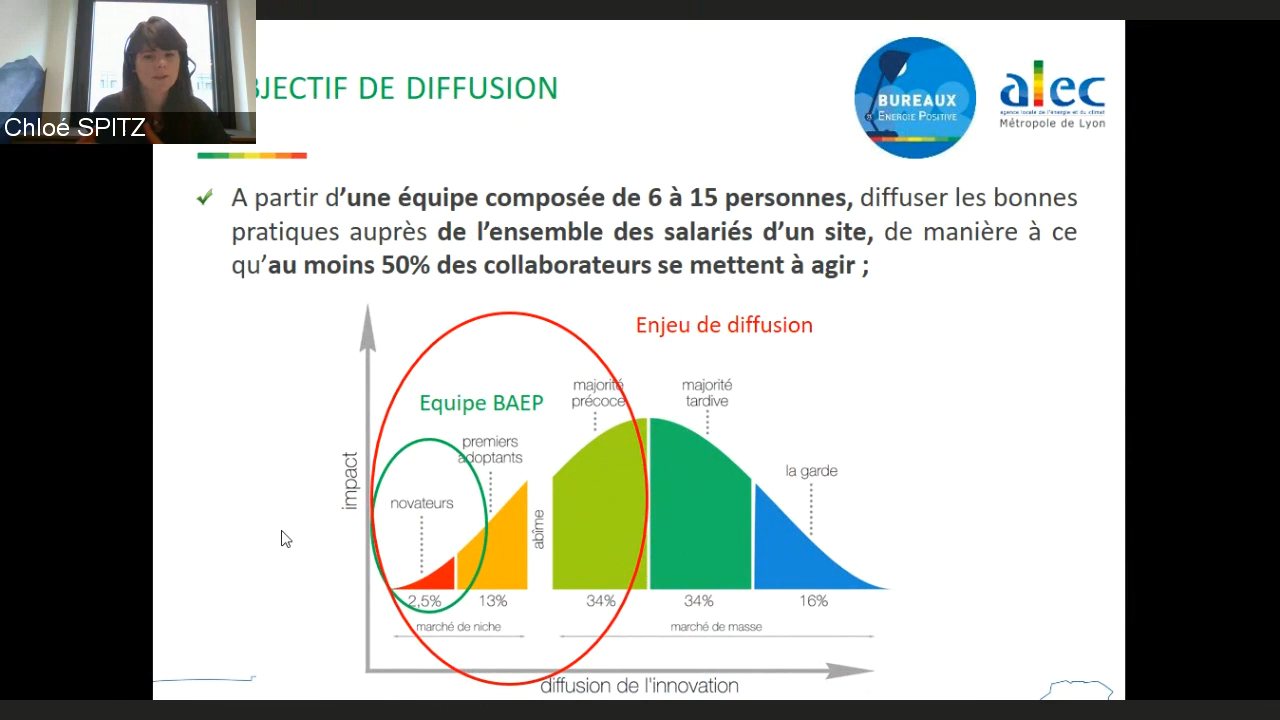 Chloé SPITZ
BJECTIF DE DIFFUSION
BUREAUX
À ENERGIE POSITIVE
alec
agence locale de l'énergie et du climat
Métropole de Lyon
A partir d'une équipe composée de 6 à 15 personnes, diffuser les bonnes
pratiques auprès de l'ensemble des salariés d'un site, de manière à ce
qu'au moins 50% des collaborateurs se mettent à agir ;
Enjeu de diffusion
Equipe BAEP
majorité
précoce
majorité
tardive
premiers
adoptants
la garde
novateurs
impact
abîme
2,5%
13%
34%
34%
16%
marché de niche
marché de masse
diffusion de l'innovation